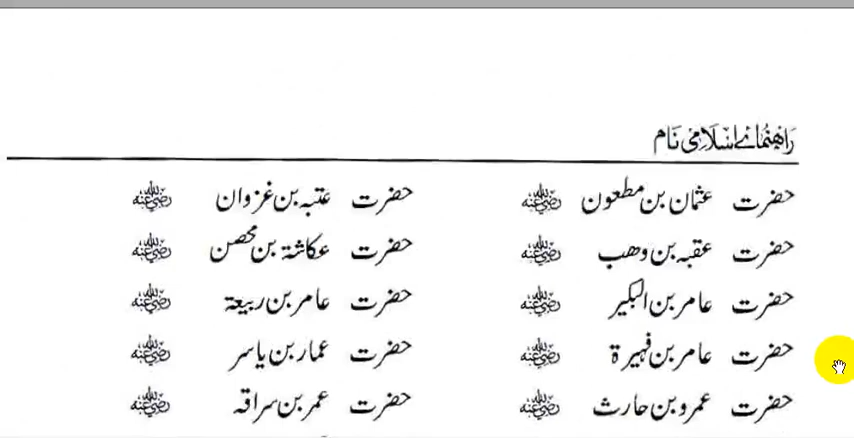 راہنمائے اسلامی نام
حضرت عثمان بن مطعون رضی اللہ عنہ حضرت عتبہ بن غزوان رضی اللہ عنہ
حضرت عقبہ بن وھب رضی اللہ عنہ حضرت عکاشۃ بن محصن رضی اللہ عنہ
حضرت عامر بن البکیر رضی اللہ عنہ حضرت عامر بن ربیعۃ رضی اللہ عنہ
حضرت عامر بن فہیرۃ رضی اللہ عنہ حضرت عمار بن یاسر رضی اللہ عنہ
حضرت عمرو بن حارث رضی اللہ عنہ حضرت عمر بن سراقہ رضی اللہ عنہ